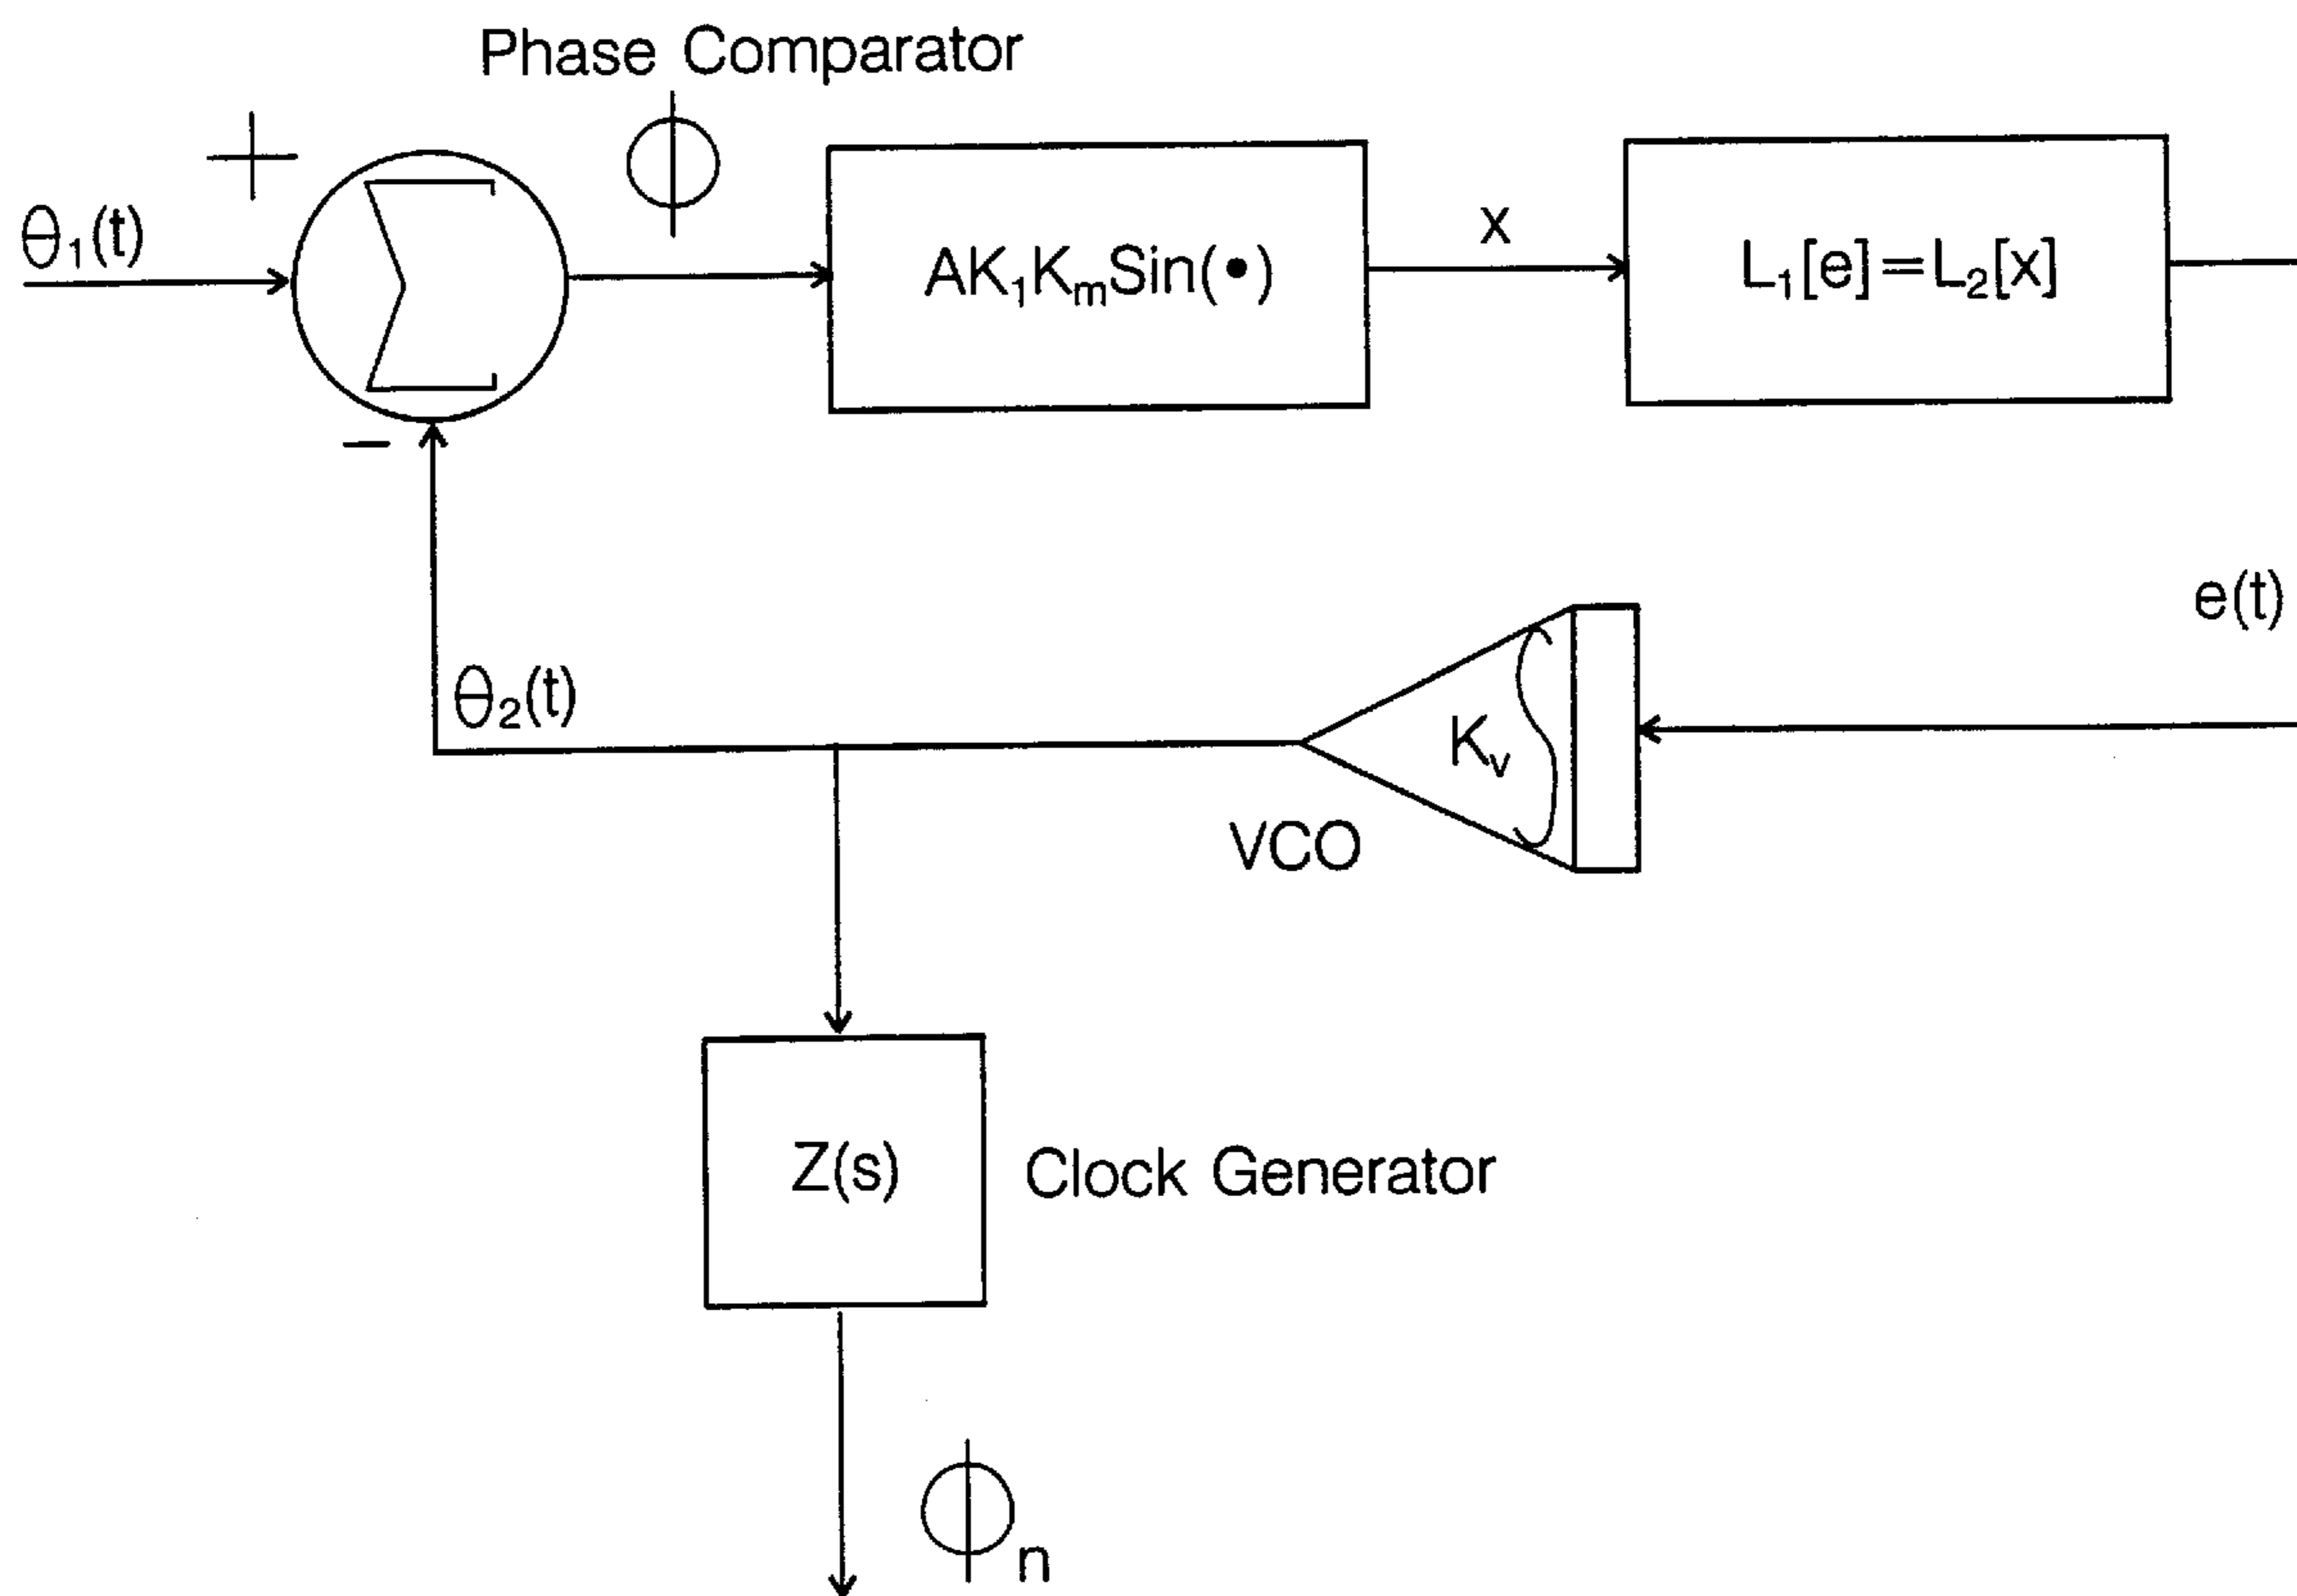 Phase Comparator
+
ϕ
θ₁(t)
AK₁KₘSin(•)
x
L₁[e]=L₂[x]
−
e(t)
θ₂(t)
Kᵥ
VCO
Z(s)
Clock Generator
ϕₙ